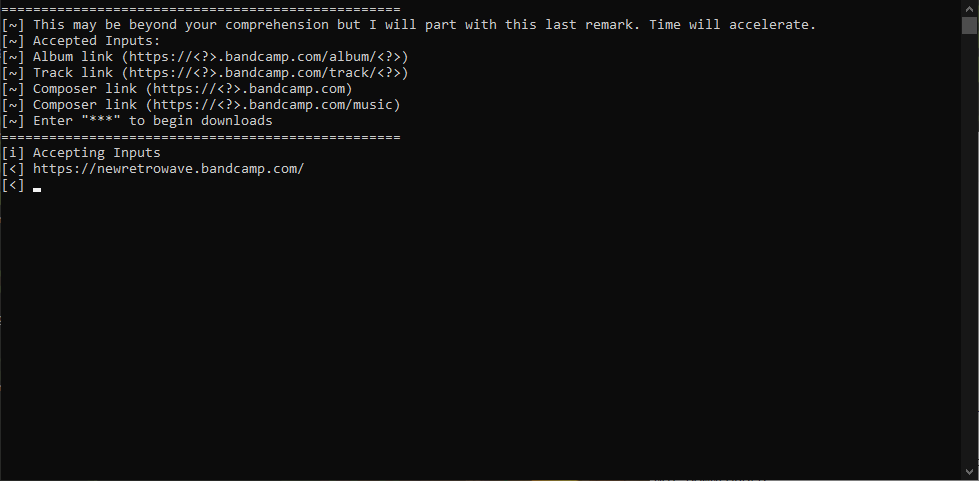 ==================================================
[~] This may be beyond your comprehension but I will part with this last remark. Time will accelerate.
[~] Accepted Inputs:
[~] Album link (https://<?>.bandcamp.com/album/<?>)
[~] Track link (https://<?>.bandcamp.com/track/<?>)
[~] Composer link (https://<?>.bandcamp.com)
[~] Composer link (https://<?>.bandcamp.com/music)
[~] Enter "***" to begin downloads
==================================================
[i] Accepting Inputs
[<] https://newretrowave.bandcamp.com/
[<]